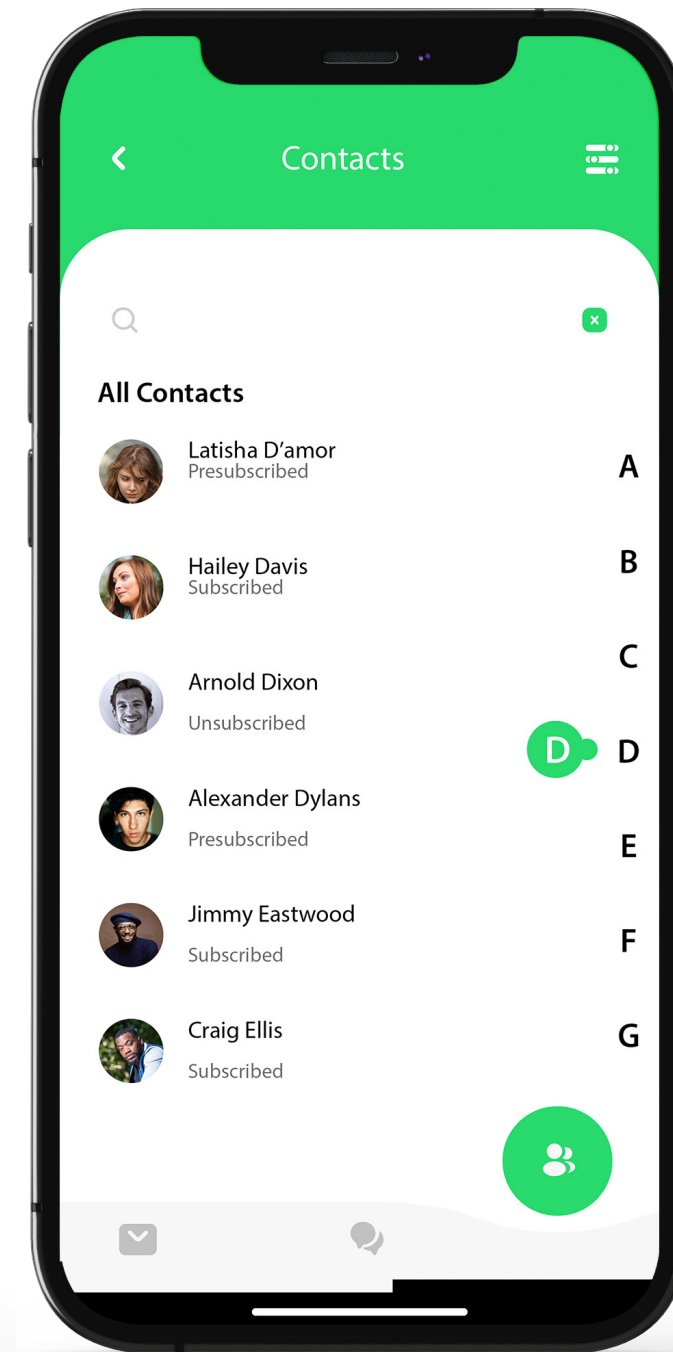 Contacts
x
All Contacts
Latisha D’amor
Presubscribed
A
B
Hailey Davis
Subscribed
C
Arnold Dixon
Unsubscribed
D D
Alexander Dylans
Presubscribed
E
Jimmy Eastwood
F
Subscribed
Craig Ellis
G
Subscribed